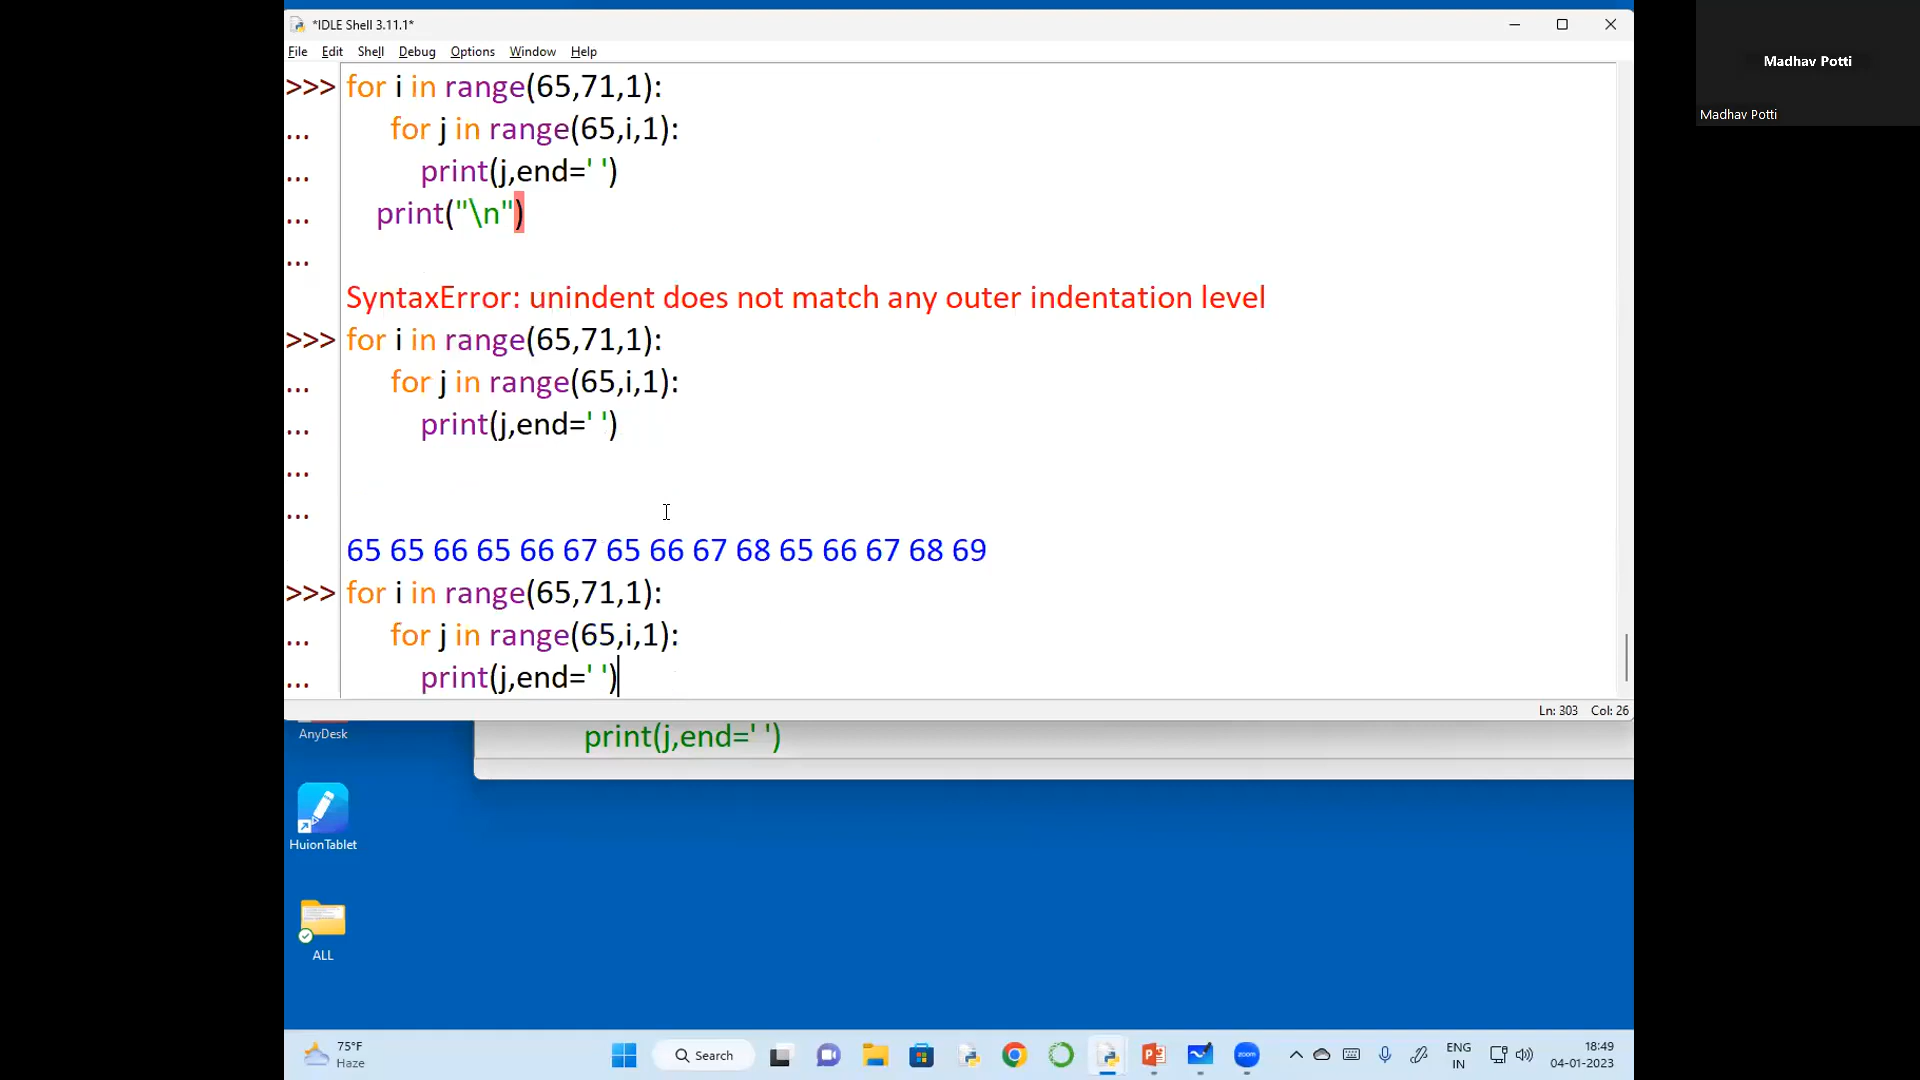 *IDLE Shell 3.11.1*
File Edit Shell Debug Options Window Help
>>> for i in range(65,71,1):
... for j in range(65,i,1):
... print(j,end=' ')
... print("\n")
...
SyntaxError: unindent does not match any outer indentation level
>>> for i in range(65,71,1):
... for j in range(65,i,1):
... print(j,end=' ')
...
...
65 65 66 65 66 67 65 66 67 68 65 66 67 68 69
>>> for i in range(65,71,1):
... for j in range(65,i,1):
... print(j,end=' ')
Ln: 303 Col: 26
print(j,end=' ')
AnyDesk
HuionTablet
ALL
Madhav Potti
Madhav Potti
75°F
Haze
Search
zoom
ENG
IN
18:49
04-01-2023